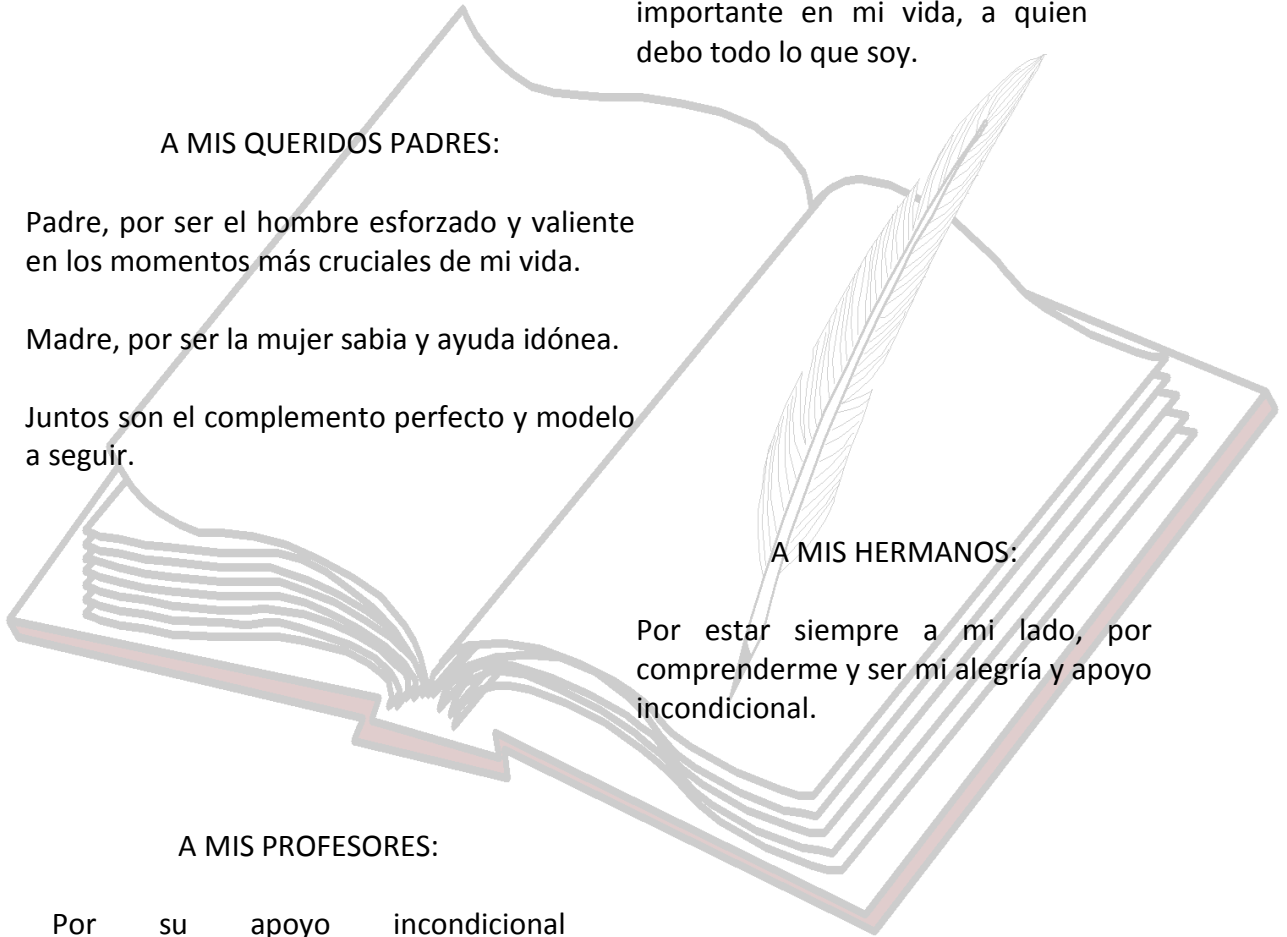 importante en mi vida, a quien
debo todo lo que soy.
A MIS QUERIDOS PADRES:
Padre, por ser el hombre esforzado y valiente
en los momentos más cruciales de mi vida.
Madre, por ser la mujer sabia y ayuda idónea.
Juntos son el complemento perfecto y modelo
a seguir.
A MIS HERMANOS:
Por estar siempre a mi lado, por
comprenderme y ser mi alegría y apoyo
incondicional.
A MIS PROFESORES:
Por su apoyo incondicional